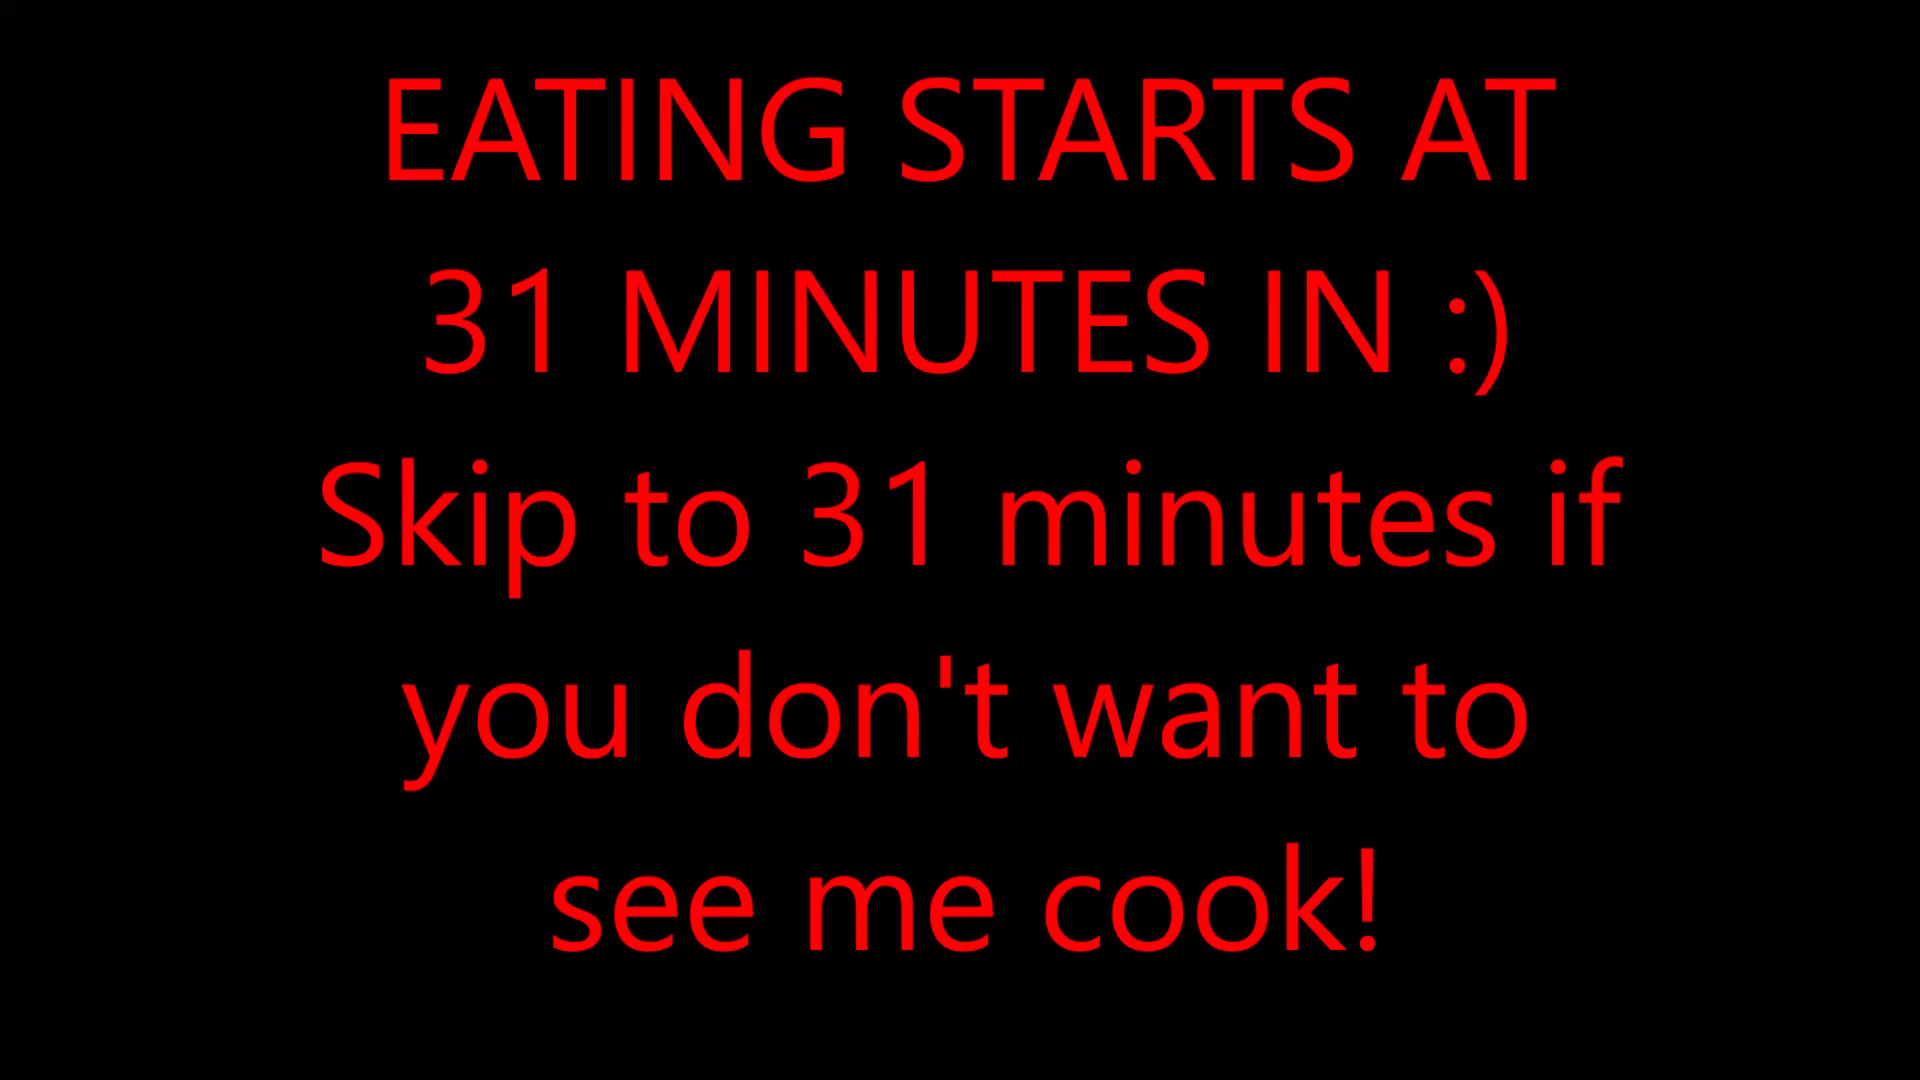 EATING STARTS AT
31 MINUTES IN :)
Skip to 31 minutes if
you don't want to
see me cook!